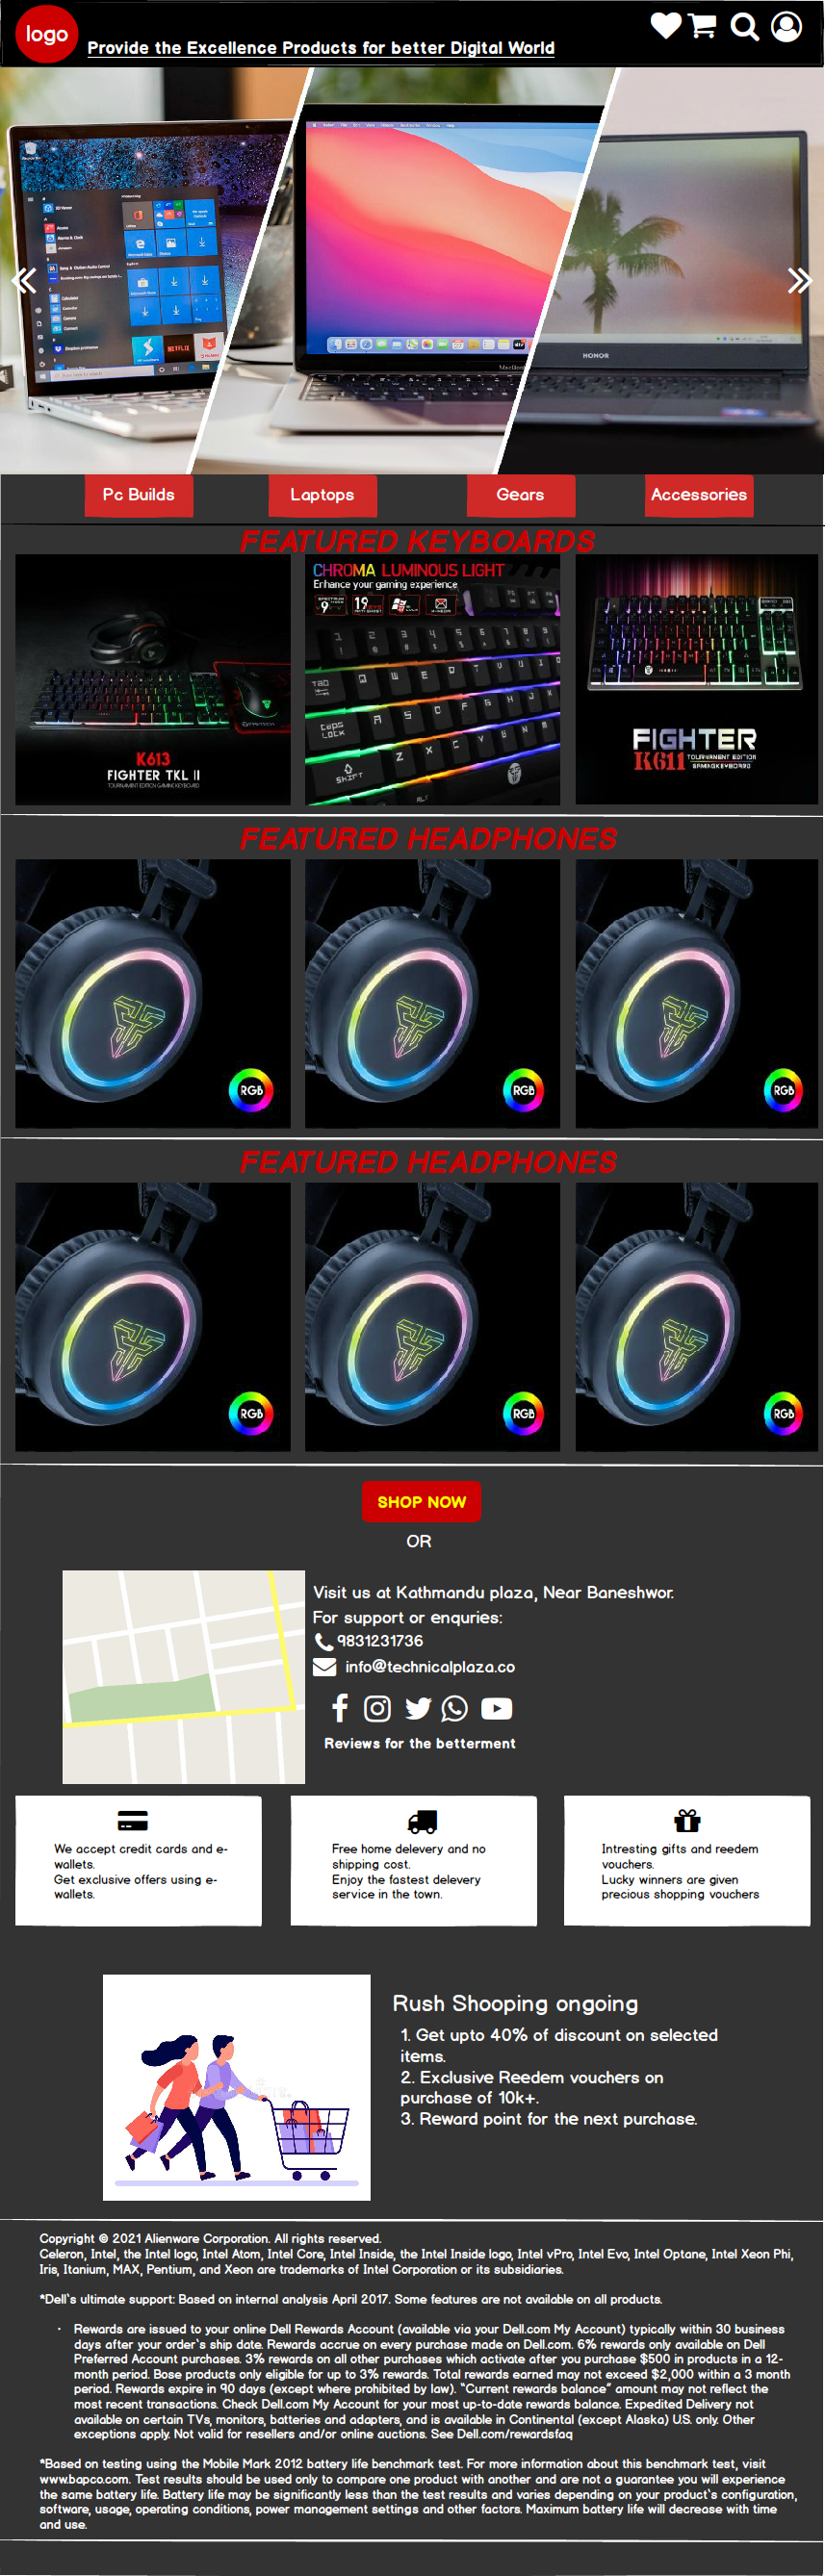 logo
Provide the Excellence Products for better Digital World
HONOR
Pc Builds
Laptops
Gears
Accessories
FEATURED KEYBOARDS
K613
FIGHTER TKL II
TOURNAMENT EDITION GAMING KEYBOARD
CHROMA LUMINOUS LIGHT
Enhance your gaming experience
FIGHTER
K611 TOURNAMENT EDITION
GAMING KEYBOARD
FEATURED HEADPHONES
RGB
RGB
RGB
FEATURED HEADPHONES
RGB
RGB
RGB
SHOP NOW
OR
Visit us at Kathmandu plaza, Near Baneshwor.
For support or enquries:
9831231736
info@technicalplaza.co
Reviews for the betterment
We accept credit cards and e-
wallets.
Get exclusive offers using e-
wallets.
Free home delevery and no
shipping cost.
Enjoy the fastest delevery
service in the town.
Intresting gifts and reedem
vouchers.
Lucky winners are given
precious shopping vouchers
Rush Shooping ongoing
1. Get upto 40% of discount on selected
items.
2. Exclusive Reedem vouchers on
purchase of 10k+.
3. Reward point for the next purchase.
Copyright © 2021 Alienware Corporation. All rights reserved.
Celeron, Intel, the Intel logo, Intel Atom, Intel Core, Intel Inside, the Intel Inside logo, Intel vPro, Intel Evo, Intel Optane, Intel Xeon Phi,
Iris, Itanium, MAX, Pentium, and Xeon are trademarks of Intel Corporation or its subsidiaries.
*Dell's ultimate support: Based on internal analysis April 2017. Some features are not available on all products.
· Rewards are issued to your online Dell Rewards Account (available via your Dell.com My Account) typically within 30 business
days after your order's ship date. Rewards accrue on every purchase made on Dell.com. 6% rewards only available on Dell
Preferred Account purchases. 3% rewards on all other purchases which activate after you purchase $500 in products in a 12-
month period. Bose products only eligible for up to 3% rewards. Total rewards earned may not exceed $2,000 within a 3 month
period. Rewards expire in 90 days (except where prohibited by law). "Current rewards balance" amount may not reflect the
most recent transactions. Check Dell.com My Account for your most up-to-date rewards balance. Expedited Delivery not
available on certain TVs, monitors, batteries and adapters, and is available in Continental (except Alaska) U.S. only. Other
exceptions apply. Not valid for resellers and/or online auctions. See Dell.com/rewardsfaq
*Based on testing using the Mobile Mark 2012 battery life benchmark test. For more information about this benchmark test, visit
www.bapco.com. Test results should be used only to compare one product with another and are not a guarantee you will experience
the same battery life. Battery life may be significantly less than the test results and varies depending on your product's configuration,
software, usage, operating conditions, power management settings and other factors. Maximum battery life will decrease with time
and use.